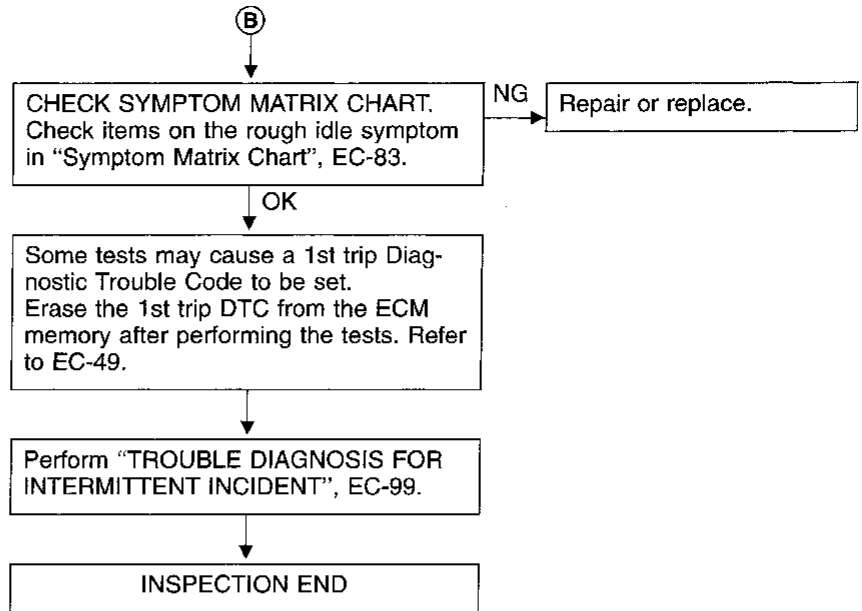 B
CHECK SYMPTOM MATRIX CHART.
Check items on the rough idle symptom
in “Symptom Matrix Chart”, EC-83.
NG
Repair or replace.
OK
Some tests may cause a 1st trip Diag-
nostic Trouble Code to be set.
Erase the 1st trip DTC from the ECM
memory after performing the tests. Refer
to EC-49.
Perform “TROUBLE DIAGNOSIS FOR
INTERMITTENT INCIDENT”, EC-99.
INSPECTION END